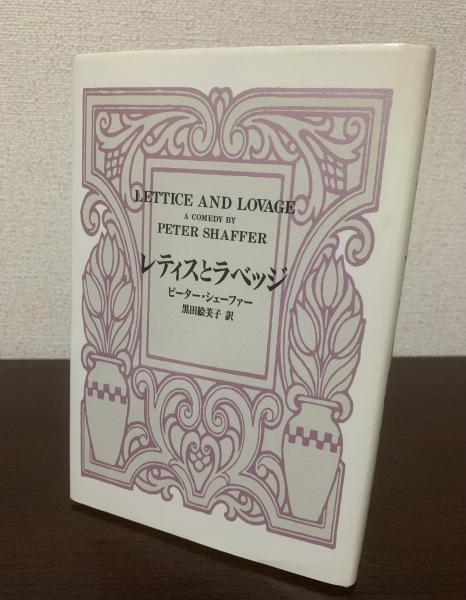 LETTICE AND LOVAGE
A COMEDY BY
PETER SHAFFER
レティスとラベッジ
ピーター・シェーファー
黒田絵美子 訳